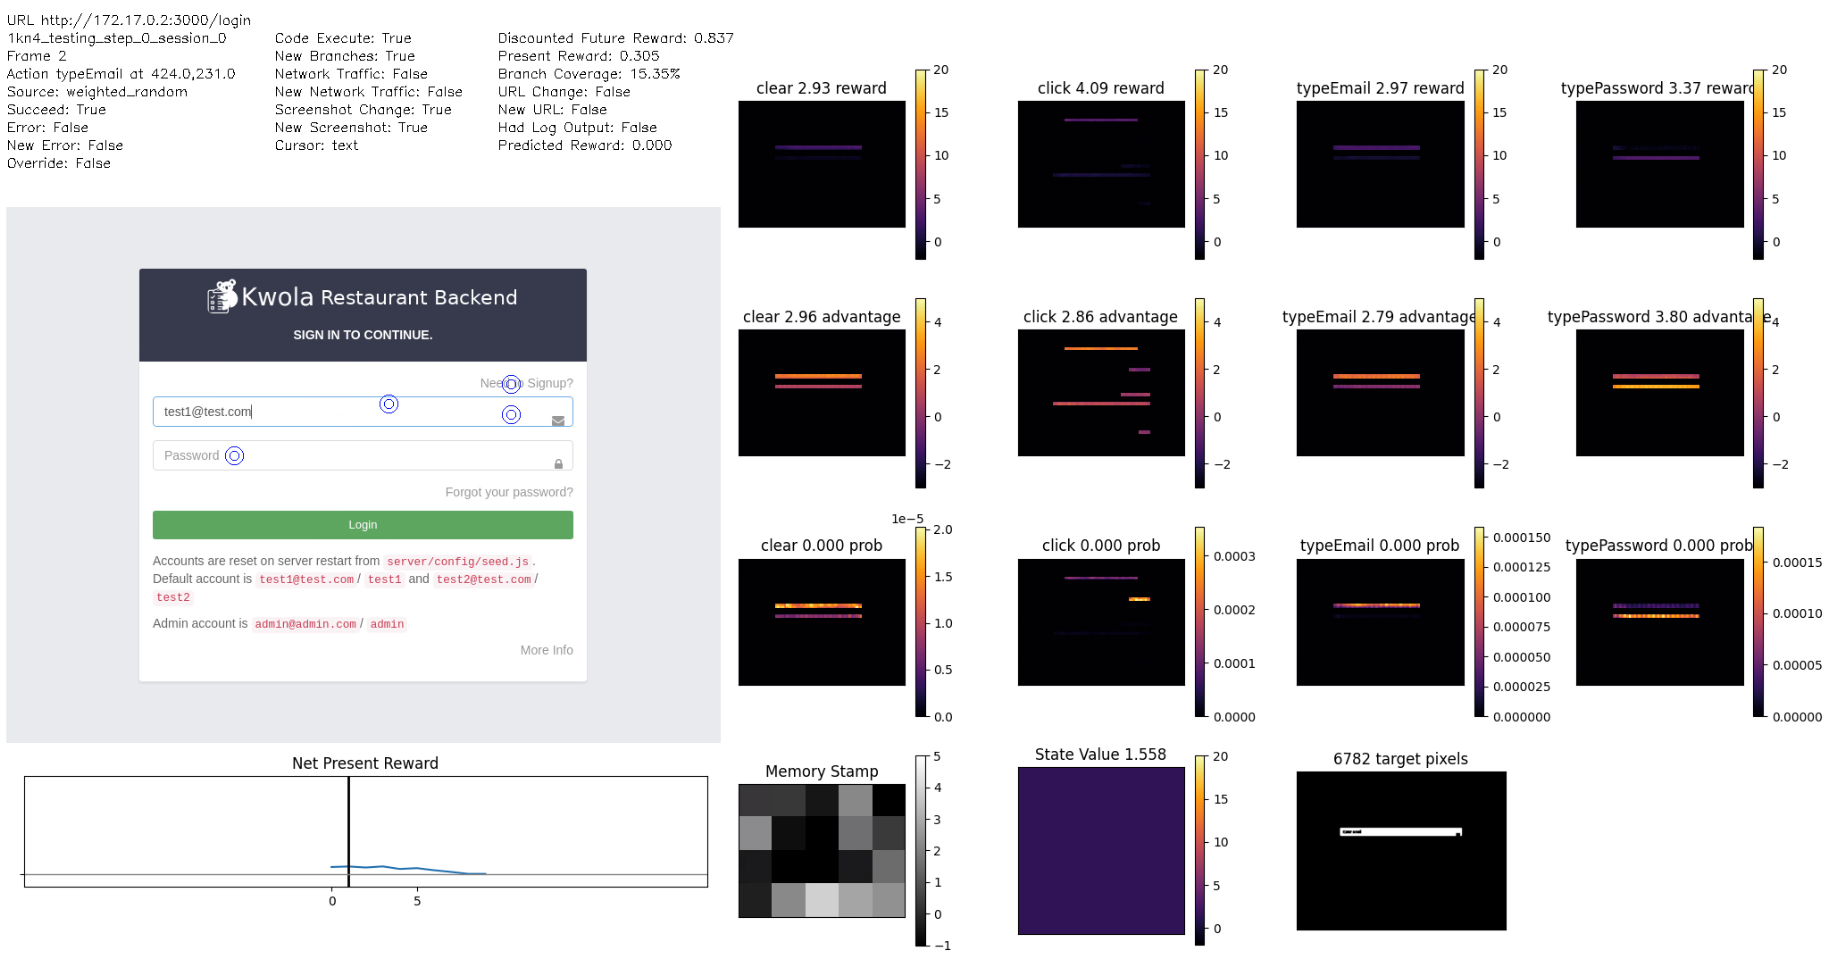 URL http://172.17.0.2:3000/login
1kn4_testing_step_0_session_0
Frame 2
Action typeEmail at 424.0,231.0
Source: weighted_random
Succeed: True
Error: False
New Error: False
Override: False
Code Execute: True
New Branches: True
Network Traffic: False
New Network Traffic: False
Screenshot Change: True
New Screenshot: True
Cursor: text
Discounted Future Reward: 0.837
Present Reward: 0.305
Branch Coverage: 15.35%
URL Change: False
New URL: False
Had Log Output: False
Predicted Reward: 0.000
Kwola Restaurant Backend
SIGN IN TO CONTINUE.
Need to Signup?
test1@test.com
Password
Forgot your password?
Login
Accounts are reset on server restart from server/config/seed.js.
Default account is test1@test.com / test1 and test2@test.com /
test2
Admin account is admin@admin.com / admin
More Info
Net Present Reward
0 5
clear 2.93 reward
20
15
10
5
0
click 4.09 reward
20
15
10
5
0
typeEmail 2.97 reward
20
15
10
5
0
typePassword 3.37 reward
20
15
10
5
0
clear 2.96 advantage
4
2
0
−2
click 2.86 advantage
4
2
0
−2
typeEmail 2.79 advantage
4
2
0
−2
typePassword 3.80 advantage
4
2
0
−2
clear 0.000 prob
1e−5
2.0
1.5
1.0
0.5
0.0
click 0.000 prob
0.0003
0.0002
0.0001
0.0000
typeEmail 0.000 prob
0.000150
0.000125
0.000100
0.000075
0.000050
0.000025
0.000000
typePassword 0.000 prob
0.00015
0.00010
0.00005
0.00000
Memory Stamp
5
4
3
2
1
0
−1
State Value 1.558
20
15
10
5
0
6782 target pixels